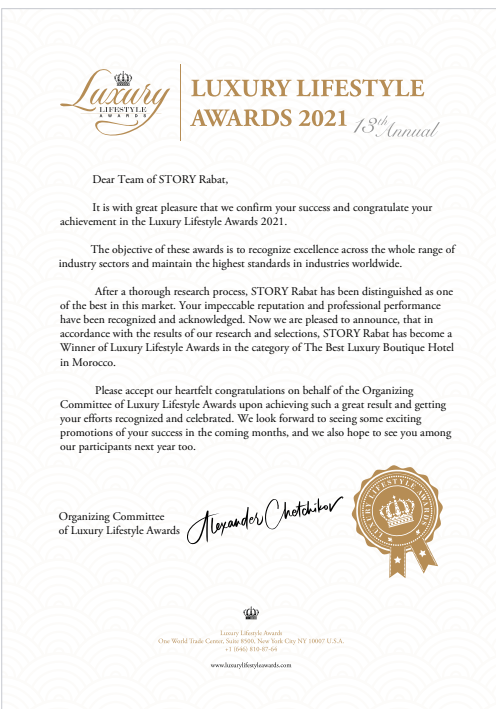 Luxury
LIFESTYLE
AWARDS
LUXURY LIFESTYLE
AWARDS 2021 13th Annual
Dear Team of STORY Rabat,
It is with great pleasure that we confirm your success and congratulate your
achievement in the Luxury Lifestyle Awards 2021.
The objective of these awards is to recognize excellence across the whole range of
industry sectors and maintain the highest standards in industries worldwide.
After a thorough research process, STORY Rabat has been distinguished as one
of the best in this market. Your impeccable reputation and professional performance
have been recognized and acknowledged. Now we are pleased to announce, that in
accordance with the results of our research and selections, STORY Rabat has become a
Winner of Luxury Lifestyle Awards in the category of The Best Luxury Boutique Hotel
in Morocco.
Please accept our heartfelt congratulations on behalf of the Organizing
Committee of Luxury Lifestyle Awards upon achieving such a great result and getting
your efforts recognized and celebrated. We look forward to seeing some exciting
promotions of your success in the coming months, and we also hope to see you among
our participants next year too.
Organizing Committee
of Luxury Lifestyle Awards
Alexander Chetchikov
LUXURY LIFESTYLE AWARDS
Luxury Lifestyle Awards
One World Trade Center, Suite 8500, New York City NY 10007 U.S.A.
+1 (646) 810-87-64
www.luxurylifestyleawards.com